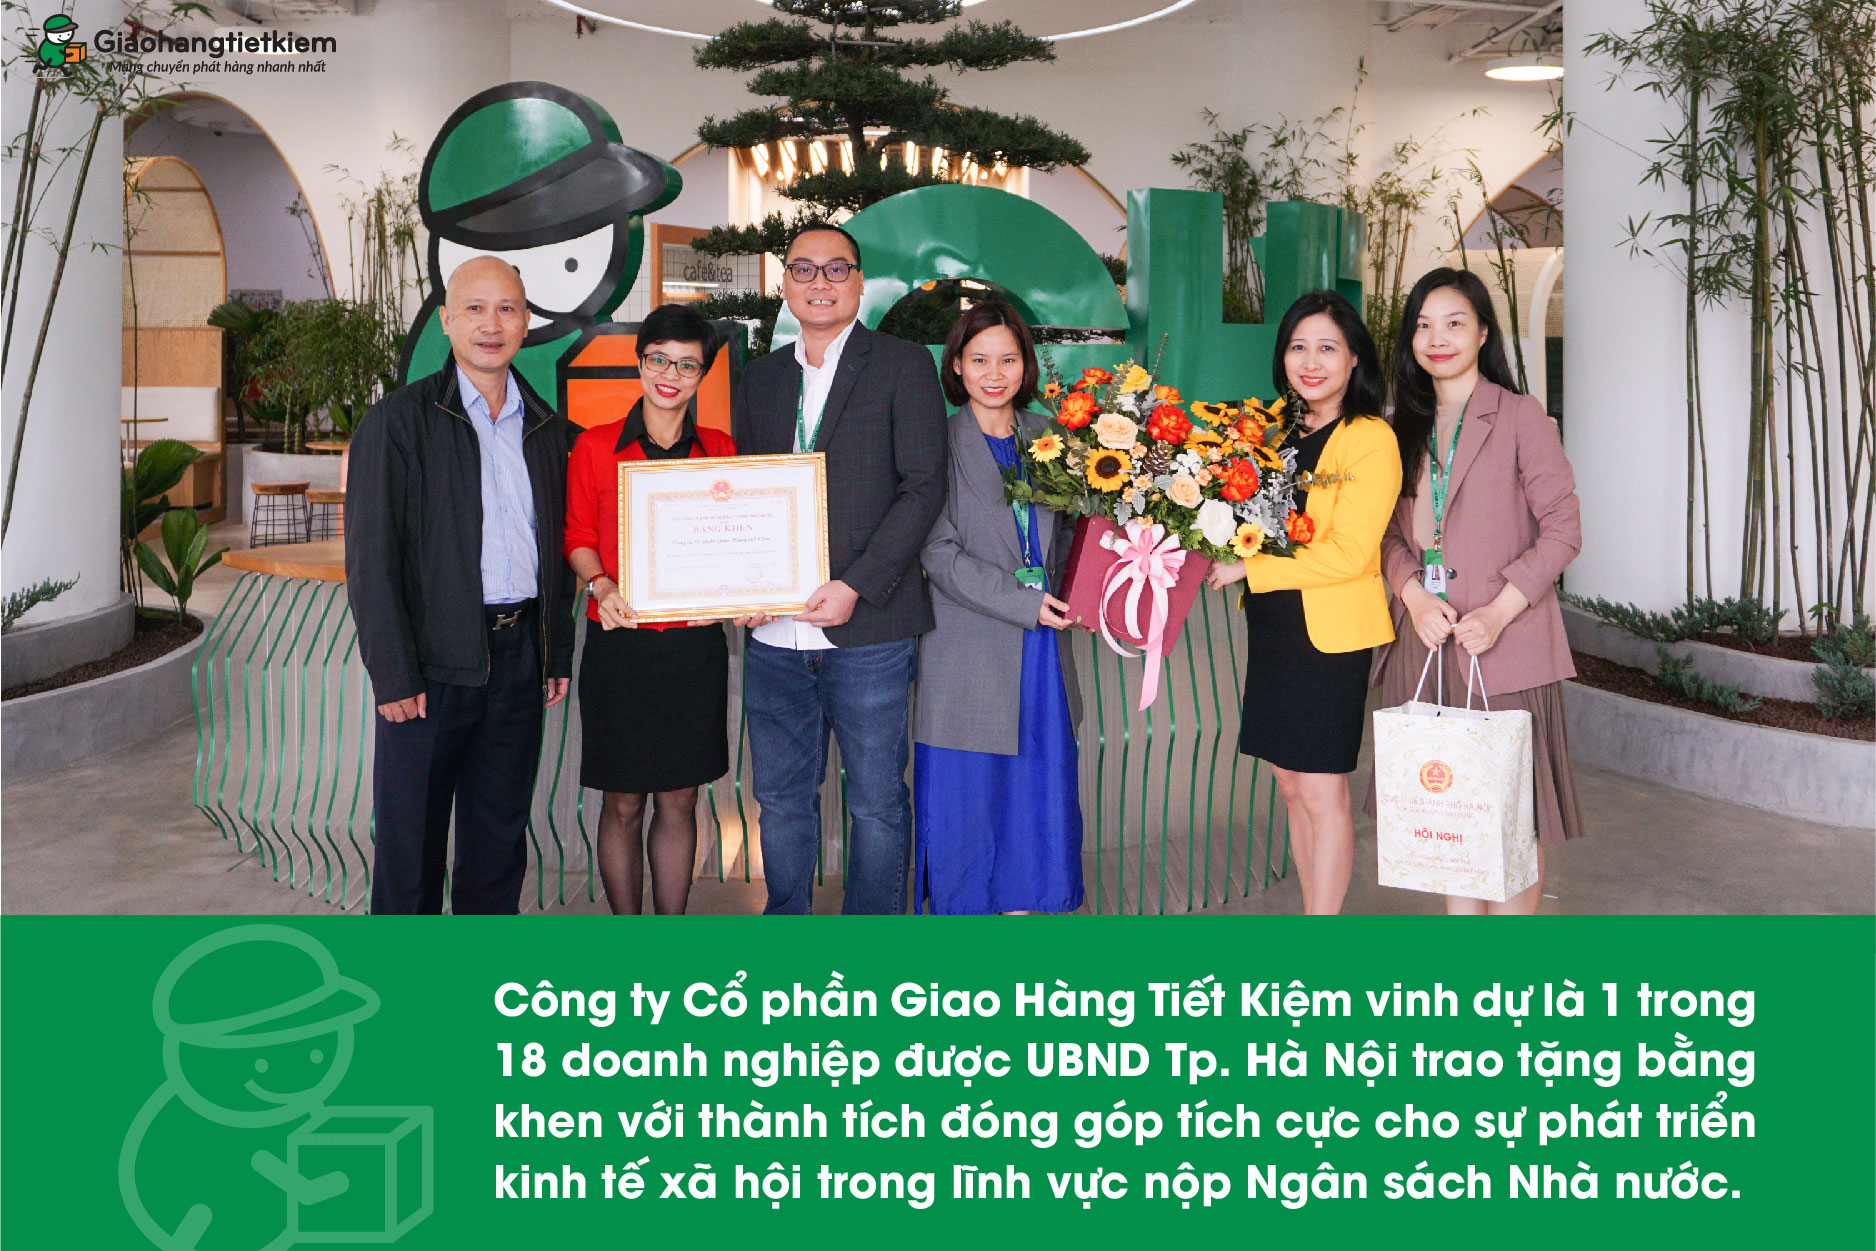 Giaohangtietkiem
Mạng chuyển phát hàng nhanh nhất
café&tea
BẰNG KHEN
HỘI NGHỊ
Công ty Cổ phần Giao Hàng Tiết Kiệm vinh dự là 1 trong
18 doanh nghiệp được UBND Tp. Hà Nội trao tặng bằng
khen với thành tích đóng góp tích cực cho sự phát triển
kinh tế xã hội trong lĩnh vực nộp Ngân sách Nhà nước.